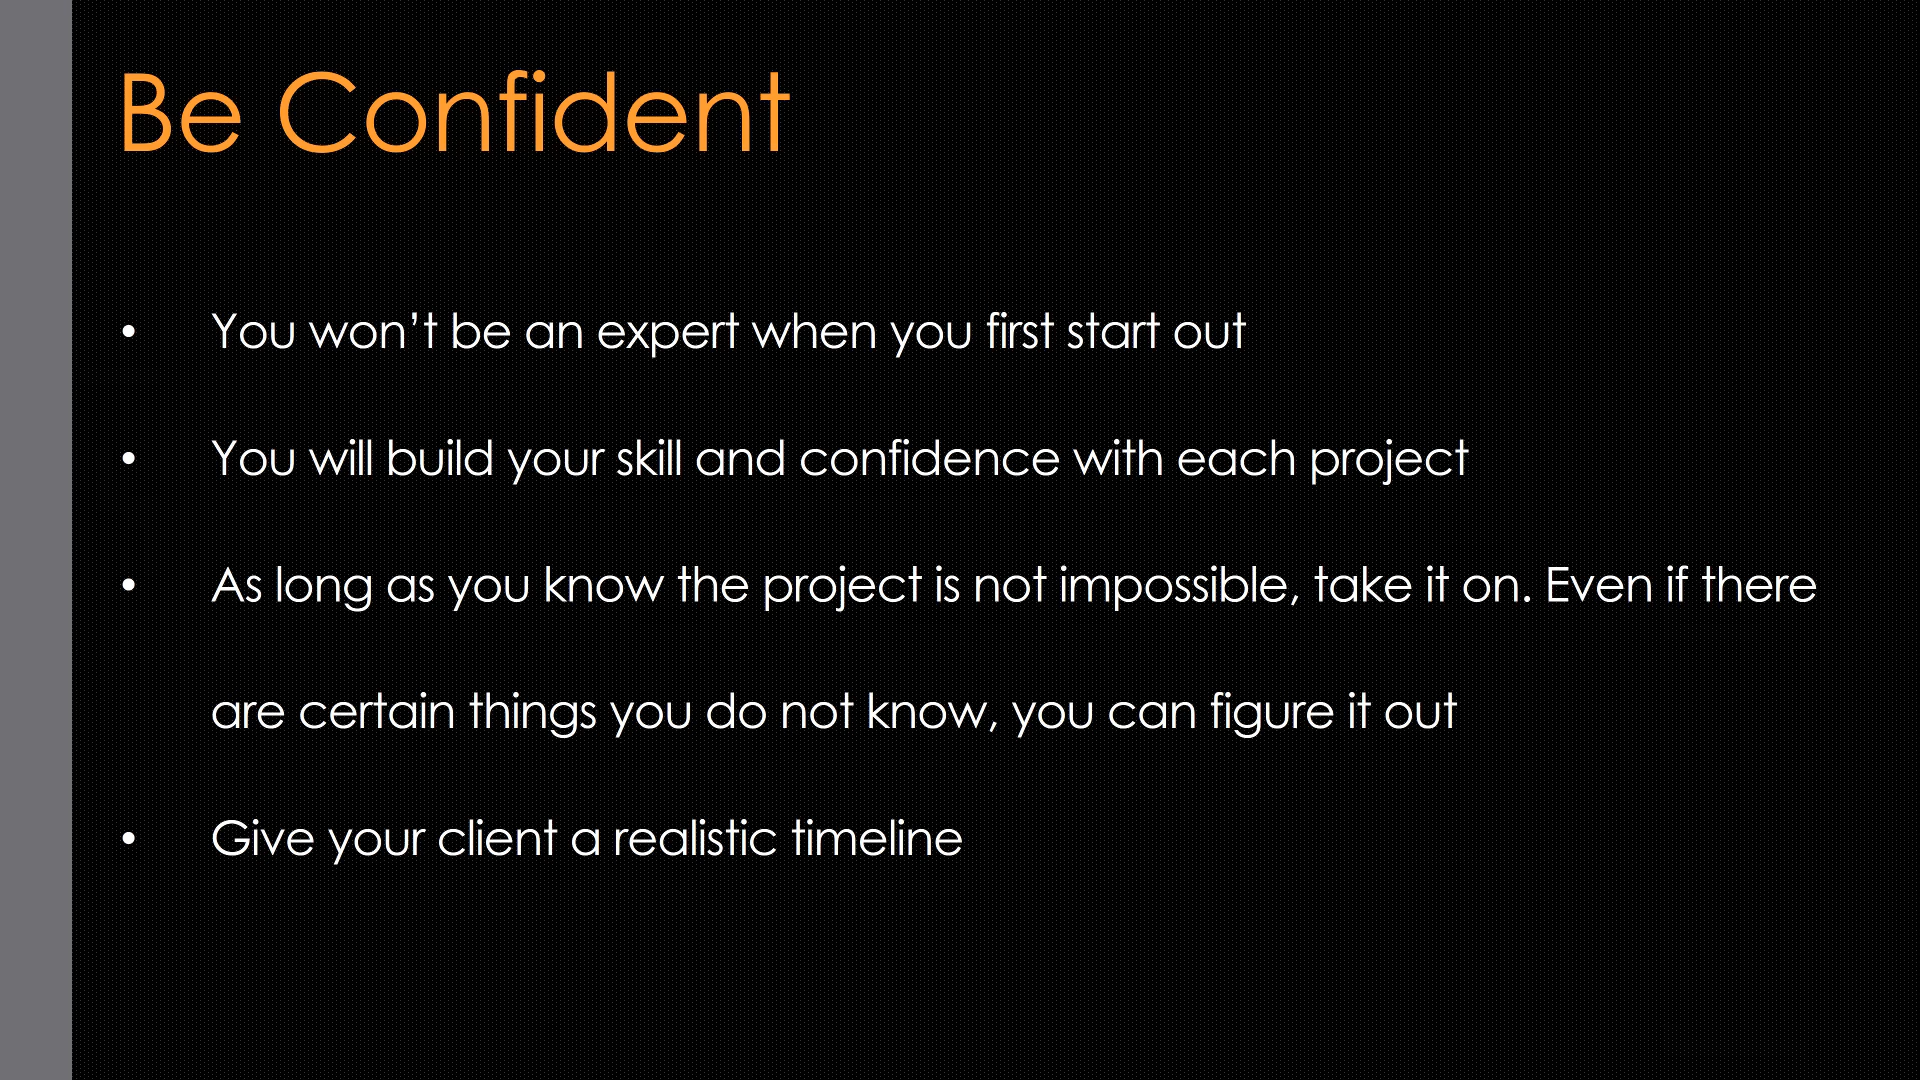 Be Confident
• You won’t be an expert when you first start out
• You will build your skill and confidence with each project
• As long as you know the project is not impossible, take it on. Even if there
are certain things you do not know, you can figure it out
• Give your client a realistic timeline